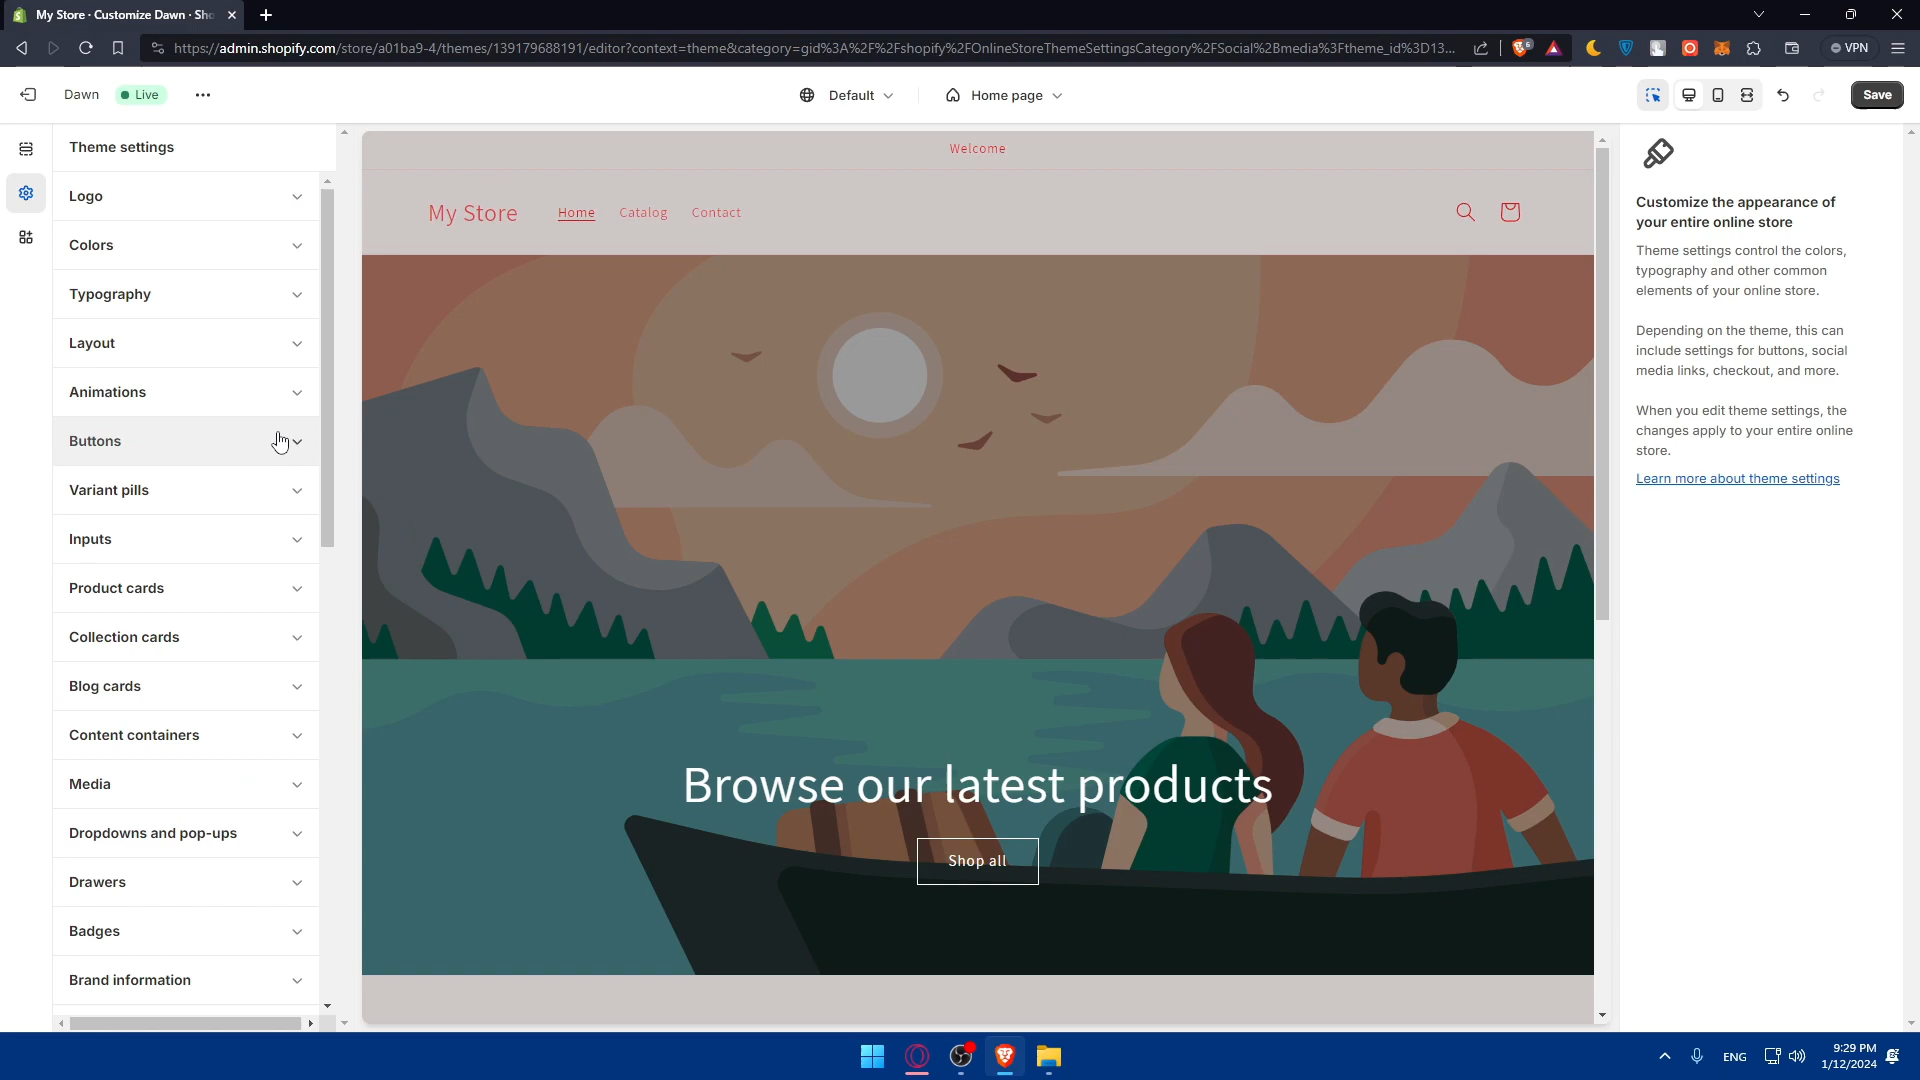 My Store · Customize Dawn · Sho
https://admin.shopify.com/store/a01ba9-4/themes/139179688191/editor?context=theme&category=gid%3A%2F%2Fshopify%2FOnlineStoreThemeSettingsCategory%2FSocial%2Bmedia%3Ftheme_id%3D13...
VPN
Dawn
Live
Default
Home page
Save
Theme settings
Logo
Colors
Typography
Layout
Animations
Buttons
Variant pills
Inputs
Product cards
Collection cards
Blog cards
Content containers
Media
Dropdowns and pop-ups
Drawers
Badges
Brand information
Welcome
My Store
Home
Catalog
Contact
Browse our latest products
Shop all
Customize the appearance of
your entire online store
Theme settings control the colors,
typography and other common
elements of your online store.
Depending on the theme, this can
include settings for buttons, social
media links, checkout, and more.
When you edit theme settings, the
changes apply to your entire online
store.
Learn more about theme settings
ENG
9:29 PM
1/12/2024